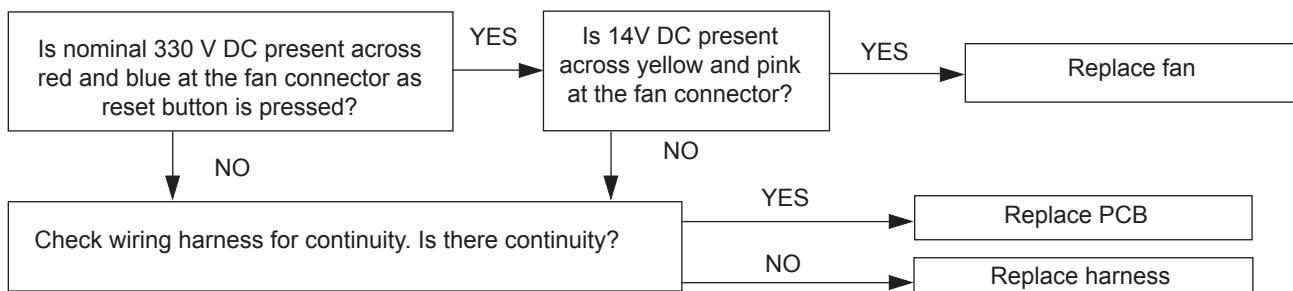 Is nominal 330 V DC present across
red and blue at the fan connector as
reset button is pressed?
YES
Is 14V DC present
across yellow and pink
at the fan connector?
YES
Replace fan
NO
NO
Check wiring harness for continuity. Is there continuity?
YES
Replace PCB
NO
Replace harness